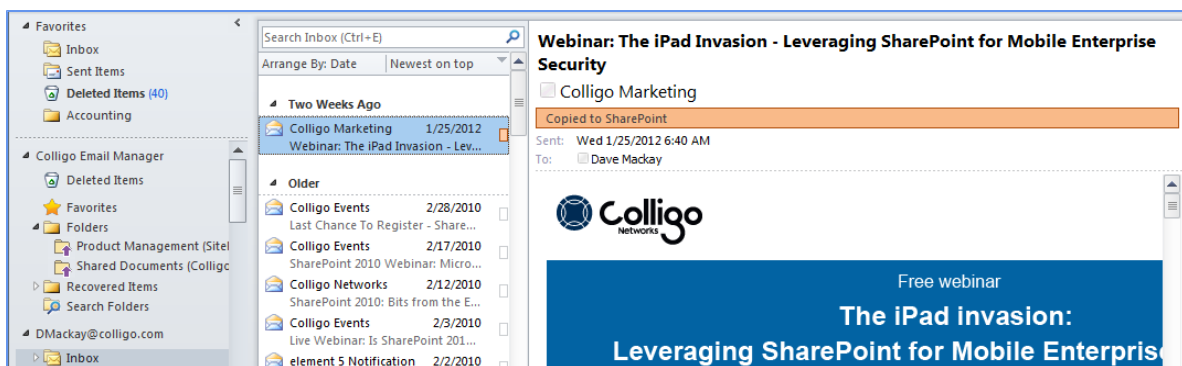 Favorites
Inbox
Sent Items
Deleted Items (40)
Accounting
Colligo Email Manager
Deleted Items
Favorites
Folders
Product Management (Site
Shared Documents (Colligo
Recovered Items
Search Folders
DMackay@colligo.com
Inbox
Search Inbox (Ctrl+E)
Arrange By: Date Newest on top
Two Weeks Ago
Colligo Marketing 1/25/2012
Webinar: The iPad Invasion - Lev...
Older
Colligo Events 2/28/2010
Last Chance To Register - Share...
Colligo Events 2/17/2010
SharePoint 2010 Webinar: Micro...
Colligo Networks 2/12/2010
SharePoint 2010: Bits from the E...
Colligo Events 2/3/2010
Live Webinar: Is SharePoint 201...
element 5 Notification 2/2/2010
Webinar: The iPad Invasion - Leveraging SharePoint for Mobile Enterprise
Security
Colligo Marketing
Copied to SharePoint
Sent: Wed 1/25/2012 6:40 AM
To: Dave Mackay
Colligo
Networks
Free webinar
The iPad invasion:
Leveraging SharePoint for Mobile Enterprise